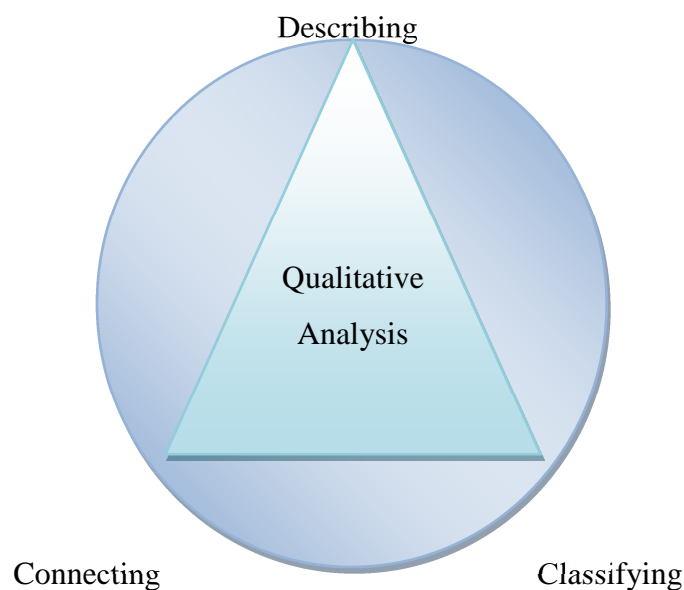 Describing
Qualitative
Analysis
Connecting
Classifying